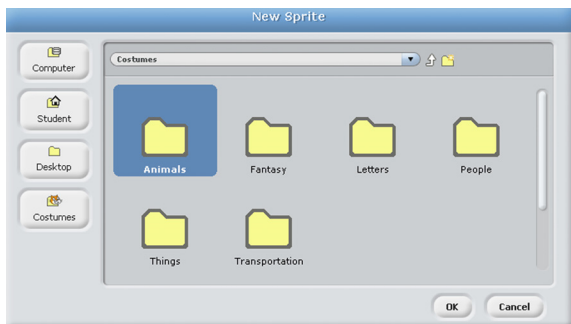 New Sprite
Computer
Student
Desktop
Costumes
Costumes
Animals
Fantasy
Letters
People
Things
Transportation
OK
Cancel